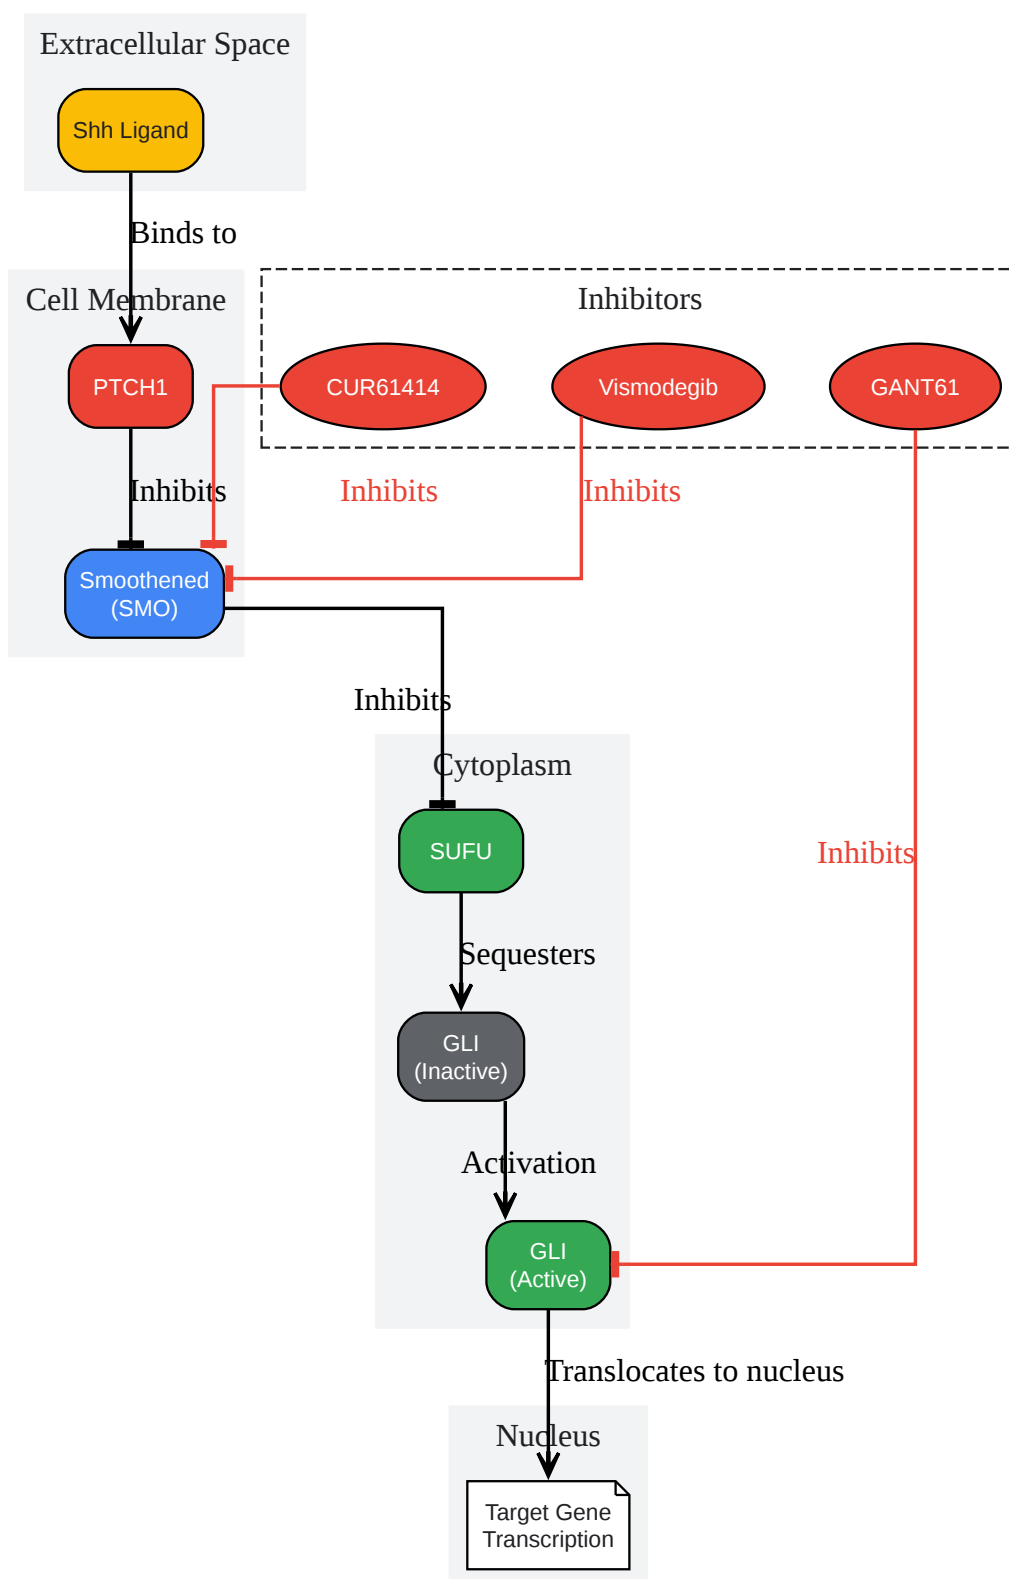 Extracellular Space
Shh Ligand
Binds to
Cell Membrane
Inhibitors
PTCH1
CUR61414
Vismodegib
GANT61
Inhibits
Inhibits
Inhibits
Smoothened
(SMO)
Inhibits
Cytoplasm
SUFU
Inhibits
Sequesters
GLI
(Inactive)
Activation
GLI
(Active)
Translocates to nucleus
Nucleus
Target Gene
Transcription